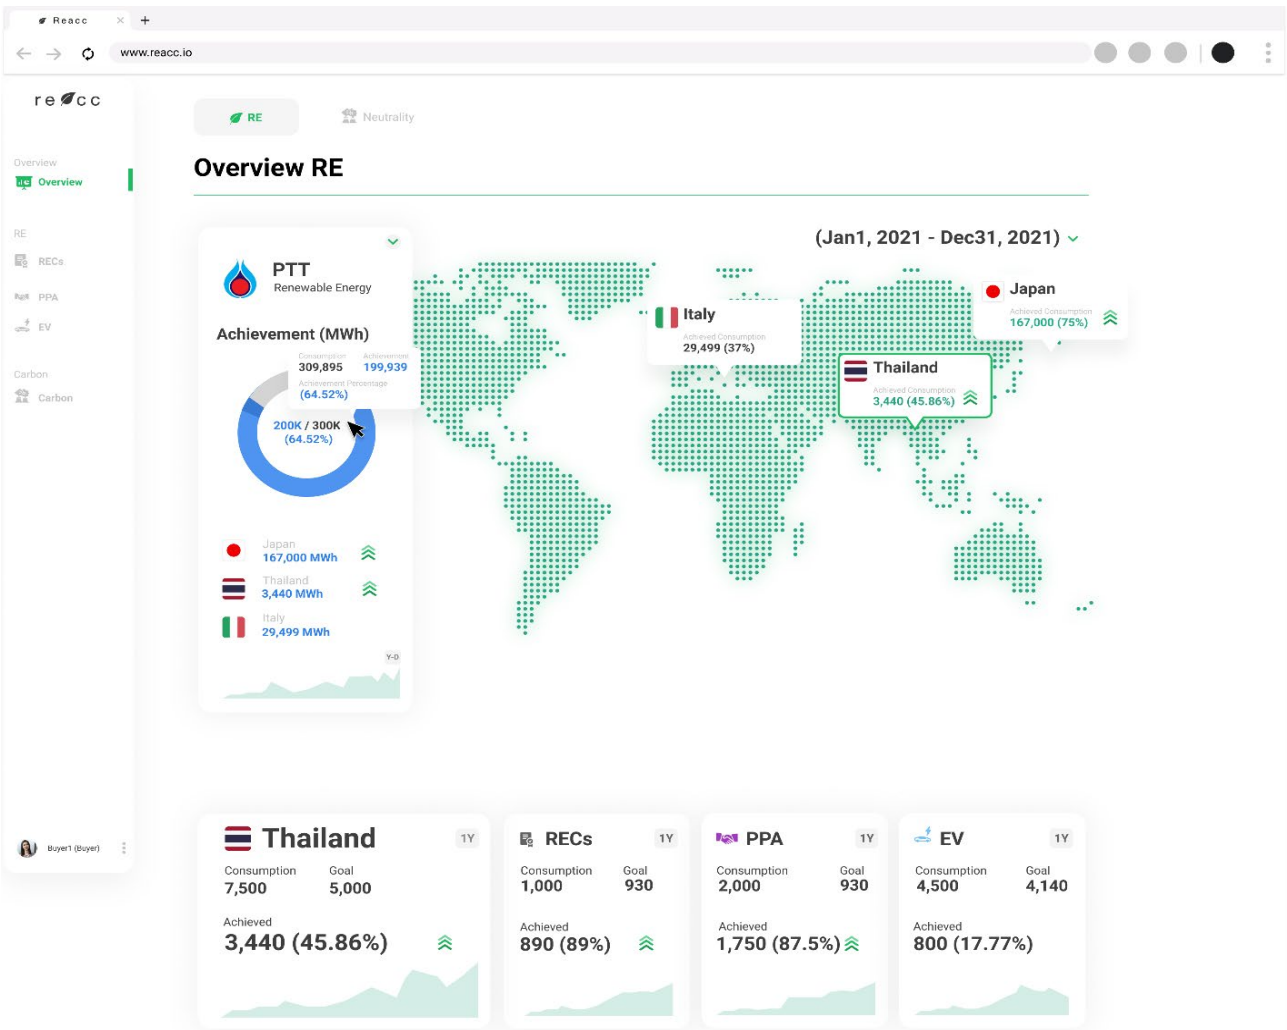 Reacc
www.reacc.io
re cc
Overview
Overview
RE
RECs
PPA
EV
Carbon
Carbon
Buyer1 (Buyer)
RE
Neutrality
Overview RE
(Jan1, 2021 - Dec31, 2021)
PTT
Renewable Energy
Achievement (MWh)
Consumption Achievement
309,895 199,939
Achievement Percentage
(64.52%)
200K / 300K
(64.52%)
Japan
167,000 MWh
Thailand
3,440 MWh
Italy
29,499 MWh
Y-D
Italy
Achieved Consumption
29,499 (37%)
Japan
Achieved Consumption
167,000 (75%)
Thailand
Achieved Consumption
3,440 (45.86%)
Thailand 1Y
Consumption Goal
7,500 5,000
Achieved
3,440 (45.86%)
RECs 1Y
Consumption Goal
1,000 930
Achieved
890 (89%)
PPA 1Y
Consumption Goal
2,000 930
Achieved
1,750 (87.5%)
EV 1Y
Consumption Goal
4,500 4,140
Achieved
800 (17.77%)